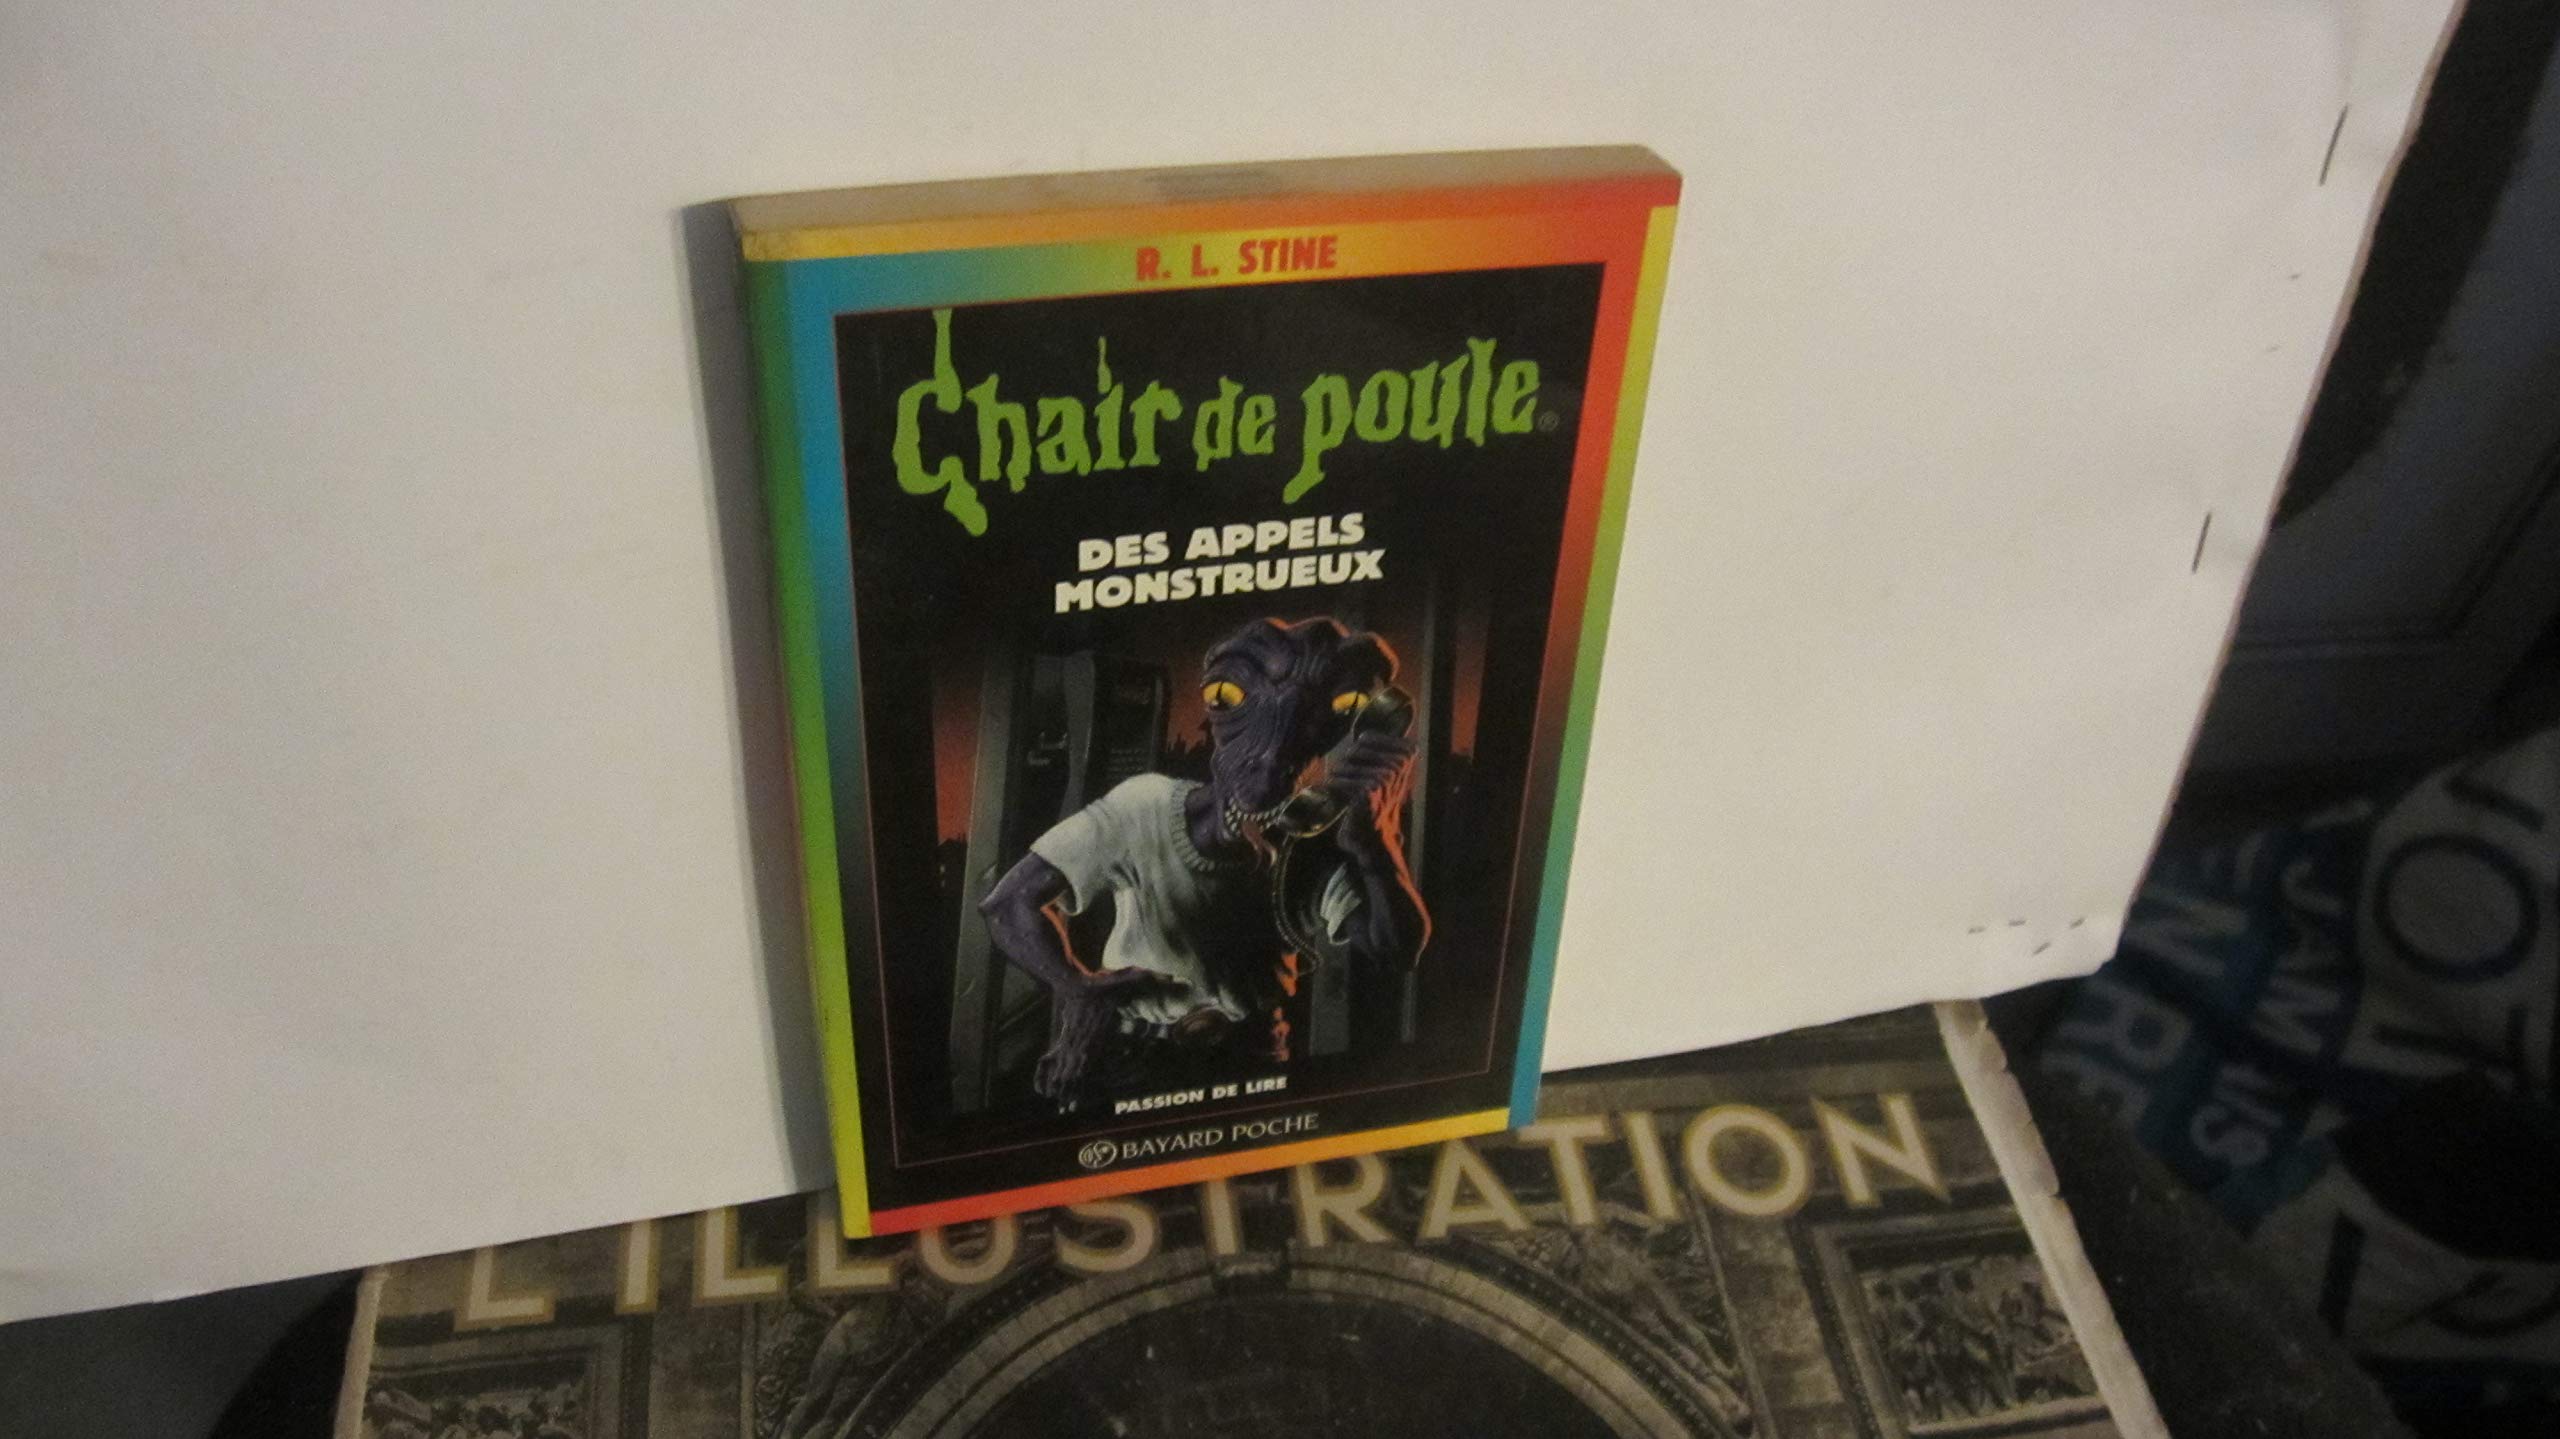 R. L. STINE
Chair de poule®
DES APPELS
MONSTRUEUX
PASSION DE LIRE
BAYARD POCHE
L'ILLUSTRATION